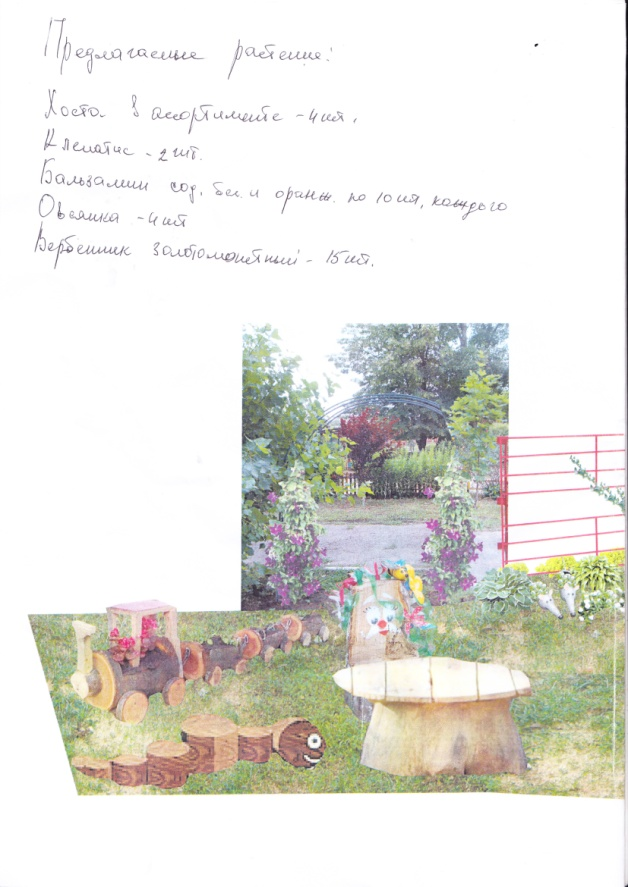 Предлагаемые растения:
Хоста в ассортименте - 4 шт.
Клематис - 2 шт.
Бальзамин сад. бел. и оранж. по 10 шт, каждого
Овсянка - 4 шт
Вербейник золотомонетный - 15 шт.